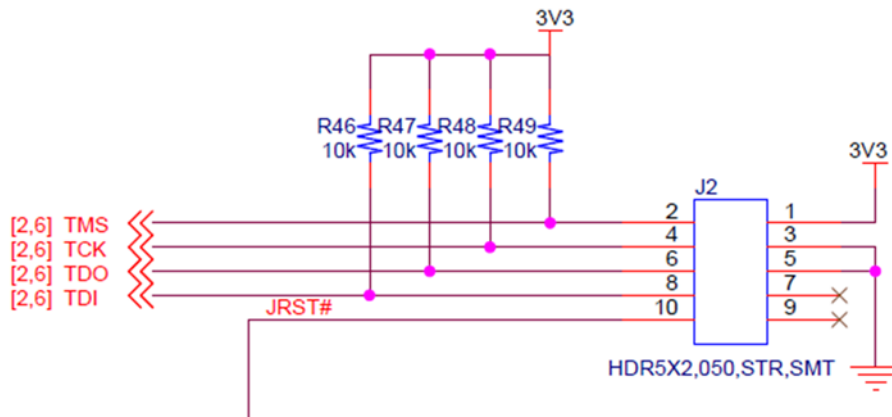 3V3
R46 R47 R48 R49
10k 10k 10k 10k
3V3
J2
[2,6] TMS 2 1
[2,6] TCK 4 3
[2,6] TDO 6 5
[2,6] TDI 8 7
JRST# 10 9
HDR5X2,050,STR,SMT